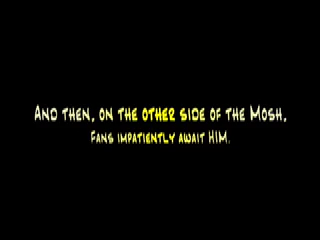 And then, on the other side of the Mosh,
Fans impatiently await HIM.